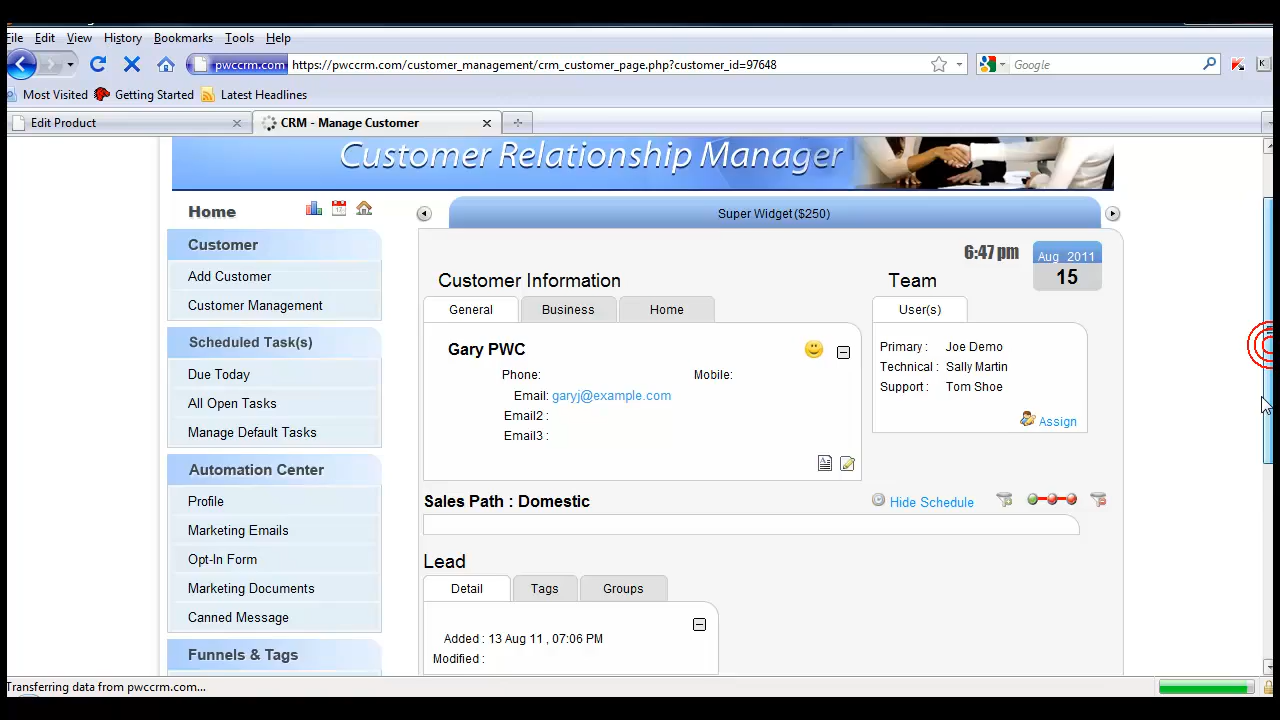 File Edit View History Bookmarks Tools Help
pwccrm.com https://pwccrm.com/customer_management/crm_customer_page.php?customer_id=97648 Google
Most Visited Getting Started Latest Headlines
Edit Product CRM - Manage Customer
Customer Relationship Manager
Home
Super Widget ($250)
Customer
Add Customer
Customer Management
Scheduled Task(s)
Due Today
All Open Tasks
Manage Default Tasks
Automation Center
Profile
Marketing Emails
Opt-In Form
Marketing Documents
Canned Message
Funnels & Tags
6:47 pm
Aug 2011
15
Customer Information
General Business Home
Gary PWC
Phone: Mobile:
Email: garyj@example.com
Email2 :
Email3 :
Team
User(s)
Primary : Joe Demo
Technical : Sally Martin
Support : Tom Shoe
Assign
Sales Path : Domestic
Hide Schedule
Lead
Detail Tags Groups
Added : 13 Aug 11 , 07:06 PM
Modified :
Transferring data from pwccrm.com...